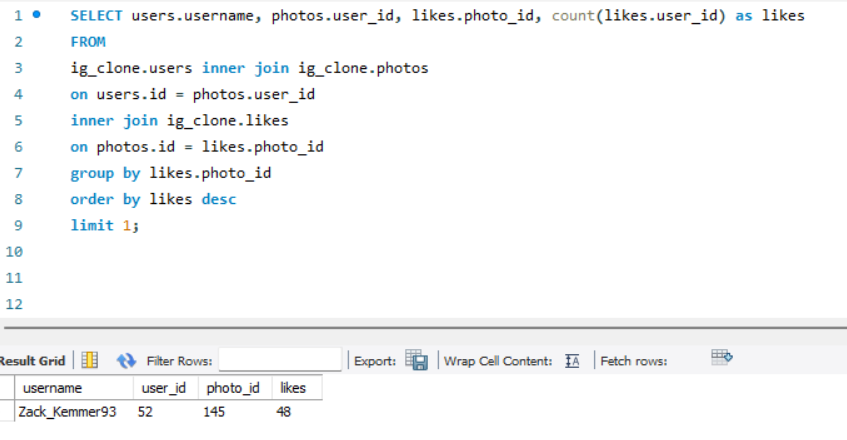 1 SELECT users.username, photos.user_id, likes.photo_id, count(likes.user_id) as likes
2 FROM
3 ig_clone.users inner join ig_clone.photos
4 on users.id = photos.user_id
5 inner join ig_clone.likes
6 on photos.id = likes.photo_id
7 group by likes.photo_id
8 order by likes desc
9 limit 1;
10
11
12
Result Grid Filter Rows: Export: Wrap Cell Content: IA Fetch rows:
username user_id photo_id likes
Zack_Kemmer93 52 145 48